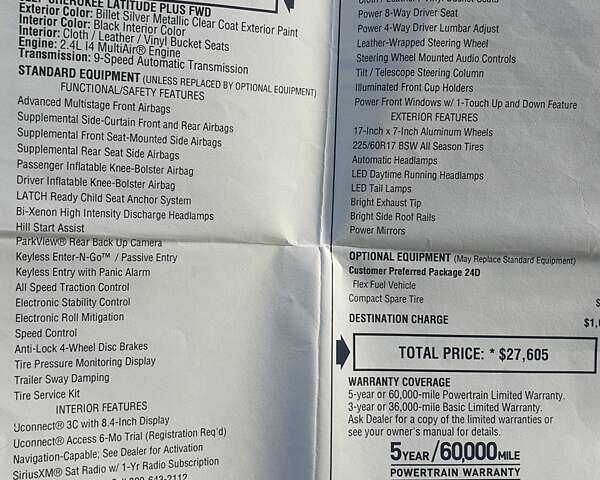 CHEROKEE LATITUDE PLUS FWD
Exterior Color: Billet Silver Metallic Clear Coat Exterior Paint
Interior Color: Black Interior Color
Interior: Cloth / Leather / Vinyl Bucket Seats
Engine: 2.4L I4 MultiAir® Engine
Transmission: 9-Speed Automatic Transmission
STANDARD EQUIPMENT (UNLESS REPLACED BY OPTIONAL EQUIPMENT)
FUNCTIONAL/SAFETY FEATURES
Advanced Multistage Front Airbags
Supplemental Side-Curtain Front and Rear Airbags
Supplemental Front Seat-Mounted Side Airbags
Supplemental Rear Seat Side Airbags
Passenger Inflatable Knee-Bolster Airbag
Driver Inflatable Knee-Bolster Airbag
LATCH Ready Child Seat Anchor System
Bi-Xenon High Intensity Discharge Headlamps
Hill Start Assist
ParkView® Rear Back Up Camera
Keyless Enter-N-Go™ / Passive Entry
Keyless Entry with Panic Alarm
All Speed Traction Control
Electronic Stability Control
Electronic Roll Mitigation
Speed Control
Anti-Lock 4-Wheel Disc Brakes
Tire Pressure Monitoring Display
Trailer Sway Damping
Tire Service Kit
INTERIOR FEATURES
Uconnect® 3C with 8.4-Inch Display
Uconnect® Access 6-Mo Trial (Registration Req'd)
Navigation-Capable; See Dealer for Activation
SiriusXM® Sat Radio w/ 1-Yr Radio Subscription
Cloth / Leather / Vinyl Bucket Seats
Power 8-Way Driver Seat
Power 4-Way Driver Lumbar Adjust
Leather-Wrapped Steering Wheel
Steering Wheel Mounted Audio Controls
Tilt / Telescope Steering Column
Illuminated Front Cup Holders
Power Front Windows w/ 1-Touch Up and Down Feature
EXTERIOR FEATURES
17-Inch x 7-Inch Aluminum Wheels
225/60R17 BSW All Season Tires
Automatic Headlamps
LED Daytime Running Headlamps
LED Tail Lamps
Bright Exhaust Tip
Bright Side Roof Rails
Power Mirrors
OPTIONAL EQUIPMENT (May Replace Standard Equipment)
Customer Preferred Package 24D
Flex Fuel Vehicle
Compact Spare Tire
DESTINATION CHARGE
TOTAL PRICE: * $27,605
WARRANTY COVERAGE
5-year or 60,000-mile Powertrain Limited Warranty.
3-year or 36,000-mile Basic Limited Warranty.
Ask Dealer for a copy of the limited warranties or
see your owner's manual for details.
5YEAR/60,000MILE
POWERTRAIN WARRANTY